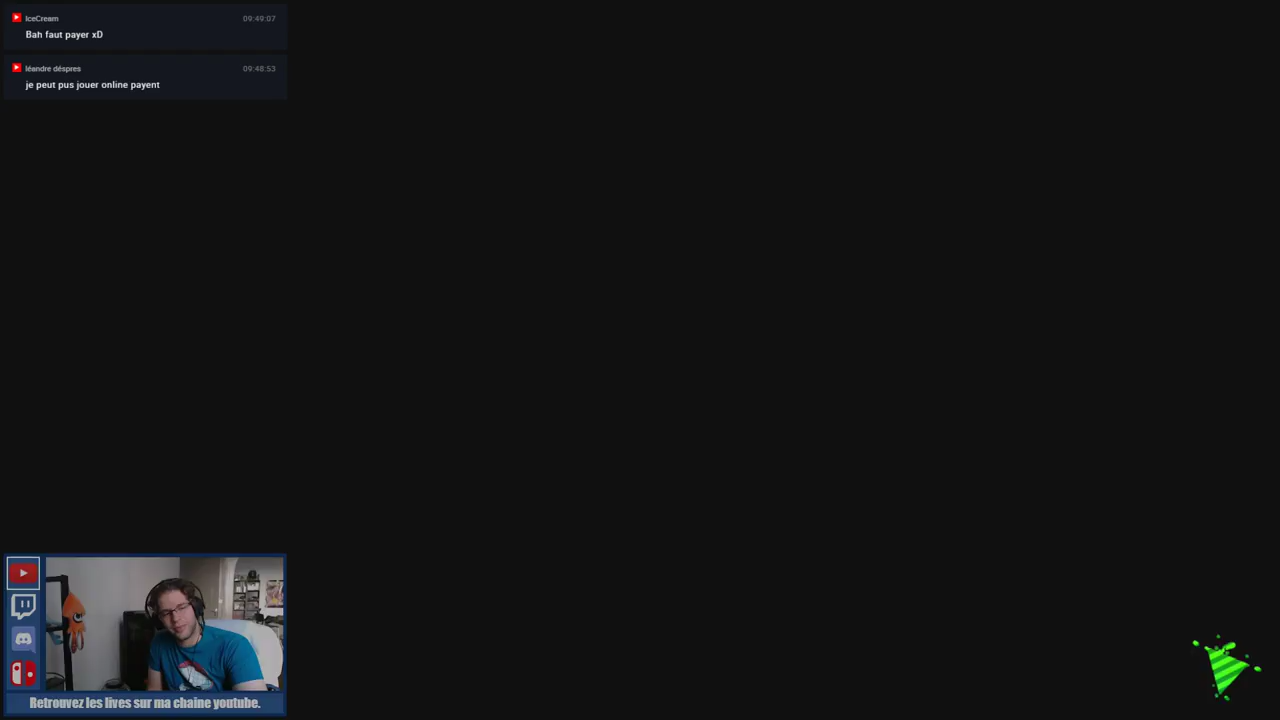 IceCream 09:49:07
Bah faut payer xD
léandre déspres 09:48:53
je peut pus jouer online payent
Retrouvez les lives sur ma chaine youtube.